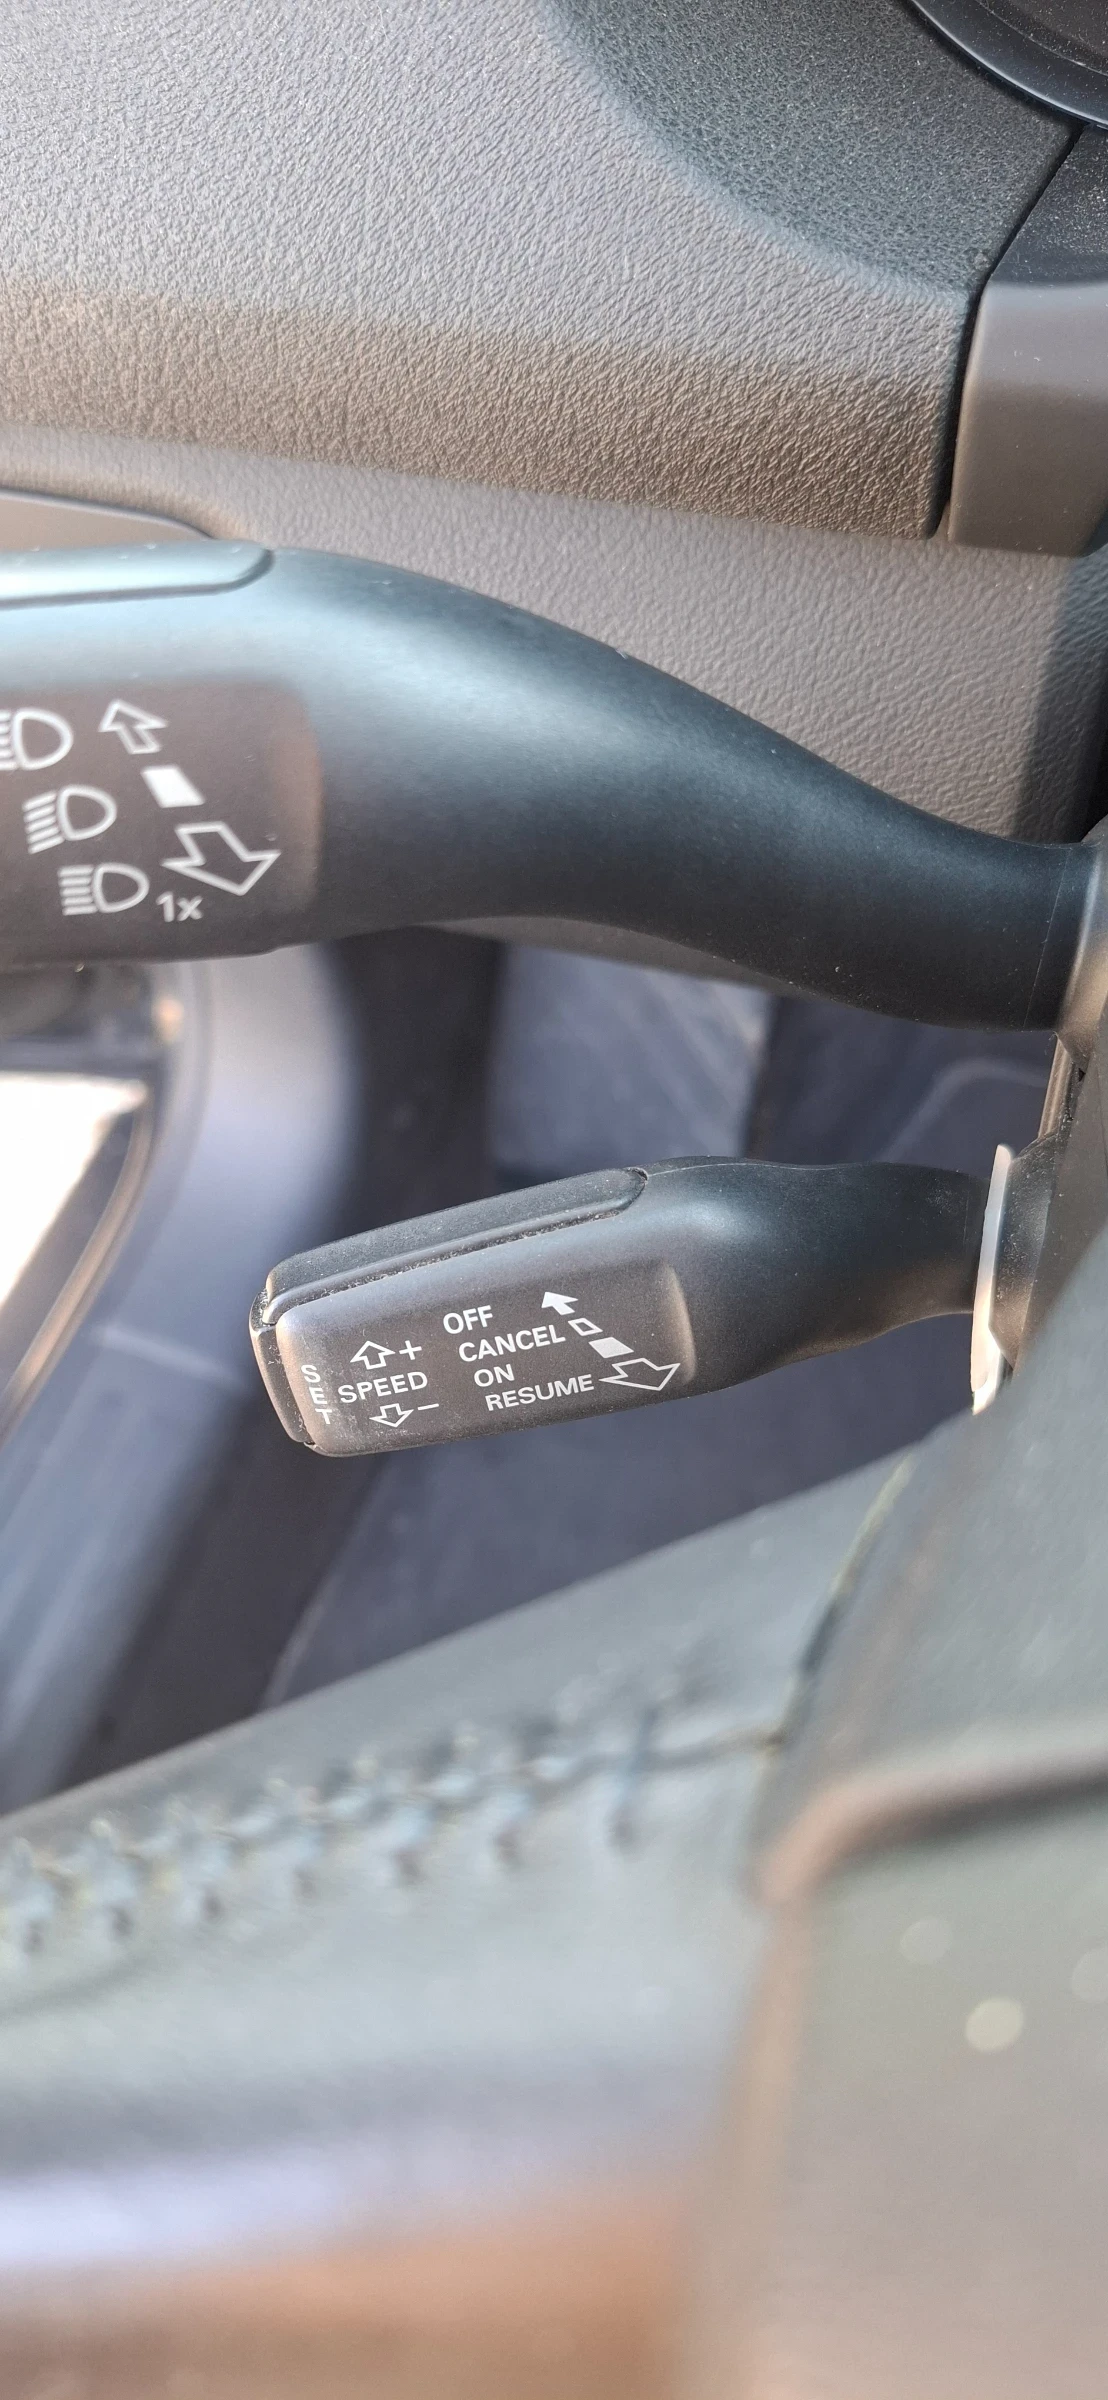 1x
OFF
CANCEL
ON
RESUME
+
SPEED
−
SET